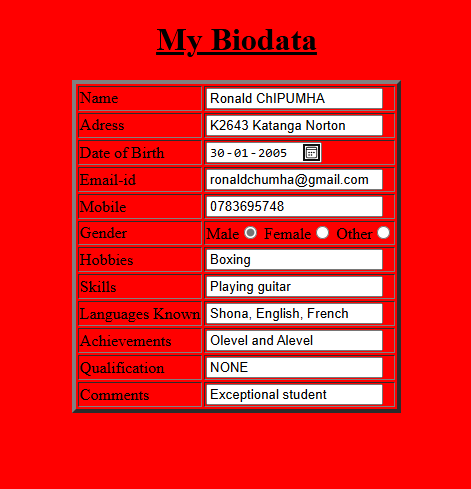 My Biodata
Name Ronald ChIPUMHA
Adress K2643 Katanga Norton
Date of Birth 30-01-2005
Email-id ronaldchumha@gmail.com
Mobile 0783695748
Gender Male Female Other
Hobbies Boxing
Skills Playing guitar
Languages Known Shona, English, French
Achievements Olevel and Alevel
Qualification NONE
Comments Exceptional student